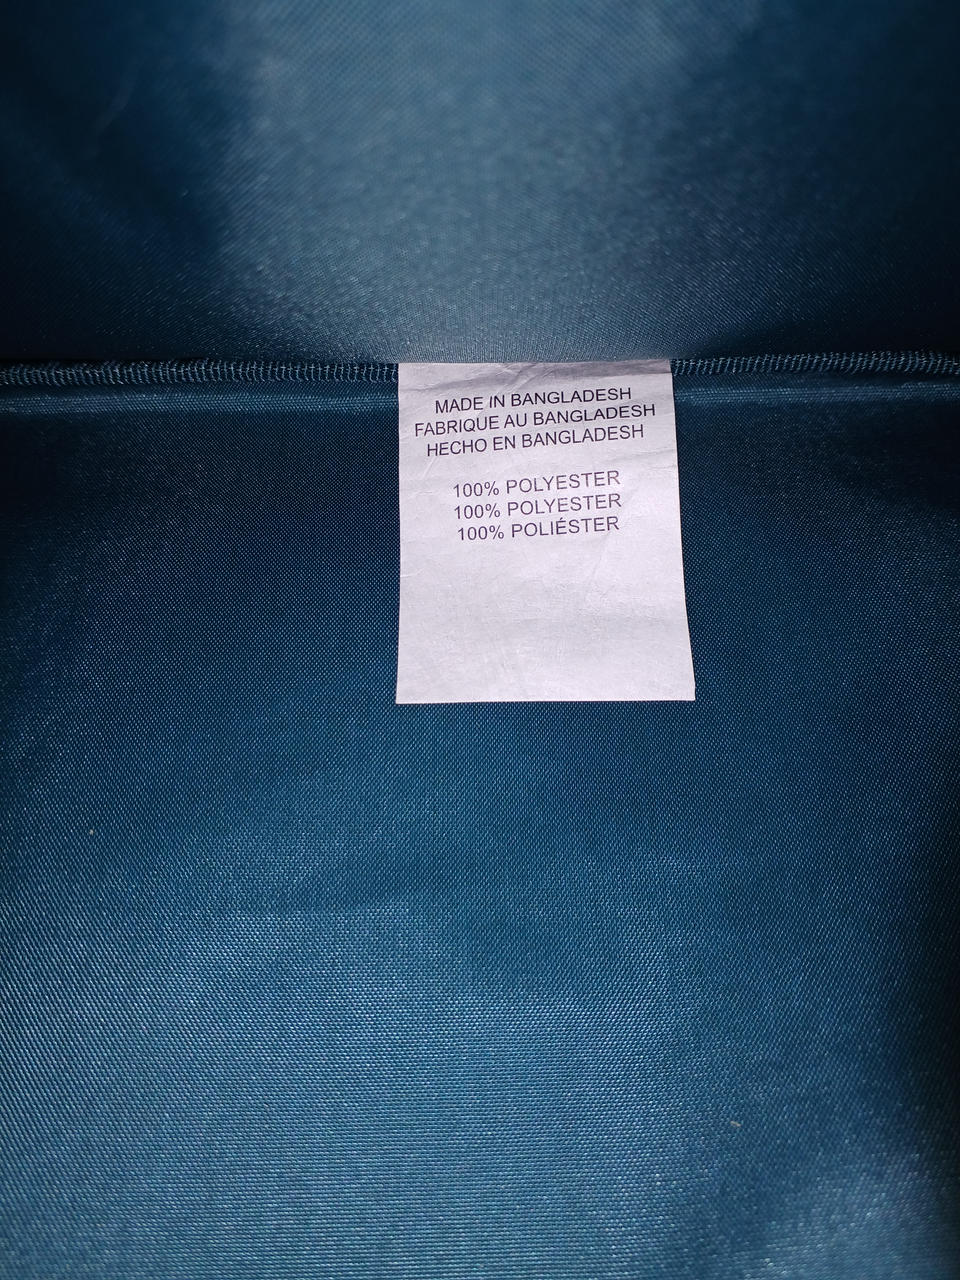 MADE IN BANGLADESH
FABRIQUE AU BANGLADESH
HECHO EN BANGLADESH
100% POLYESTER
100% POLYESTER
100% POLIÉSTER